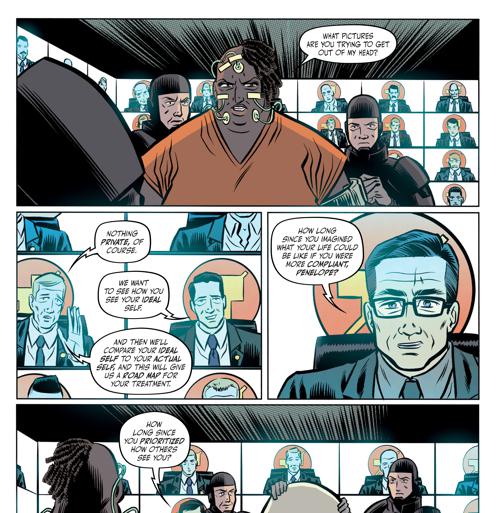 WHAT PICTURES
ARE YOU TRYING TO GET
OUT OF MY HEAD?
NOTHING
PRIVATE, OF
COURSE.
WE WANT
TO SEE HOW YOU
SEE YOUR IDEAL
SELF.
AND THEN WE'LL
COMPARE YOUR IDEAL
SELF TO YOUR ACTUAL
SELF, AND THIS WILL GIVE
US A ROAD MAP FOR
YOUR TREATMENT.
HOW LONG
SINCE YOU IMAGINED
WHAT YOUR LIFE COULD
BE LIKE IF YOU WERE
MORE COMPLIANT,
PENELOPE?
HOW
LONG SINCE
YOU PRIORITIZED
HOW OTHERS
SEE YOU?